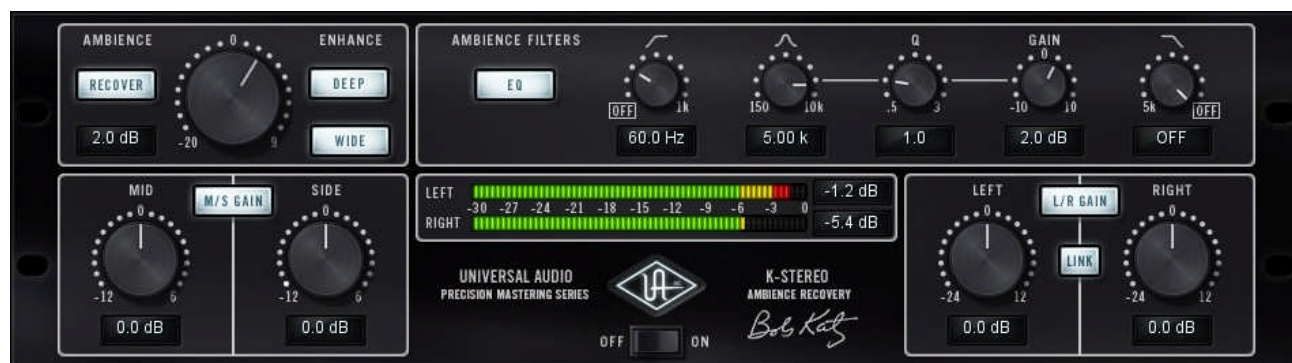 AMBIENCE
0
ENHANCE
RECOVER
DEEP
2.0 dB
-20
9
WIDE
AMBIENCE FILTERS
Q
GAIN
EQ
0
OFF
1k
150
10k
.5
3
-10
10
5k
OFF
60.0 Hz
5.00 k
1.0
2.0 dB
OFF
MID
M/S GAIN
SIDE
0
0
-12
6
-12
6
0.0 dB
0.0 dB
LEFT
-1.2 dB
-30 -27 -24 -21 -18 -15 -12 -9 -6 -3 0
RIGHT
-5.4 dB
UNIVERSAL AUDIO
PRECISION MASTERING SERIES
UA
K-STEREO
AMBIENCE RECOVERY
Bob Katz
OFF
ON
LEFT
L/R GAIN
RIGHT
0
0
LINK
-24
12
-24
12
0.0 dB
0.0 dB